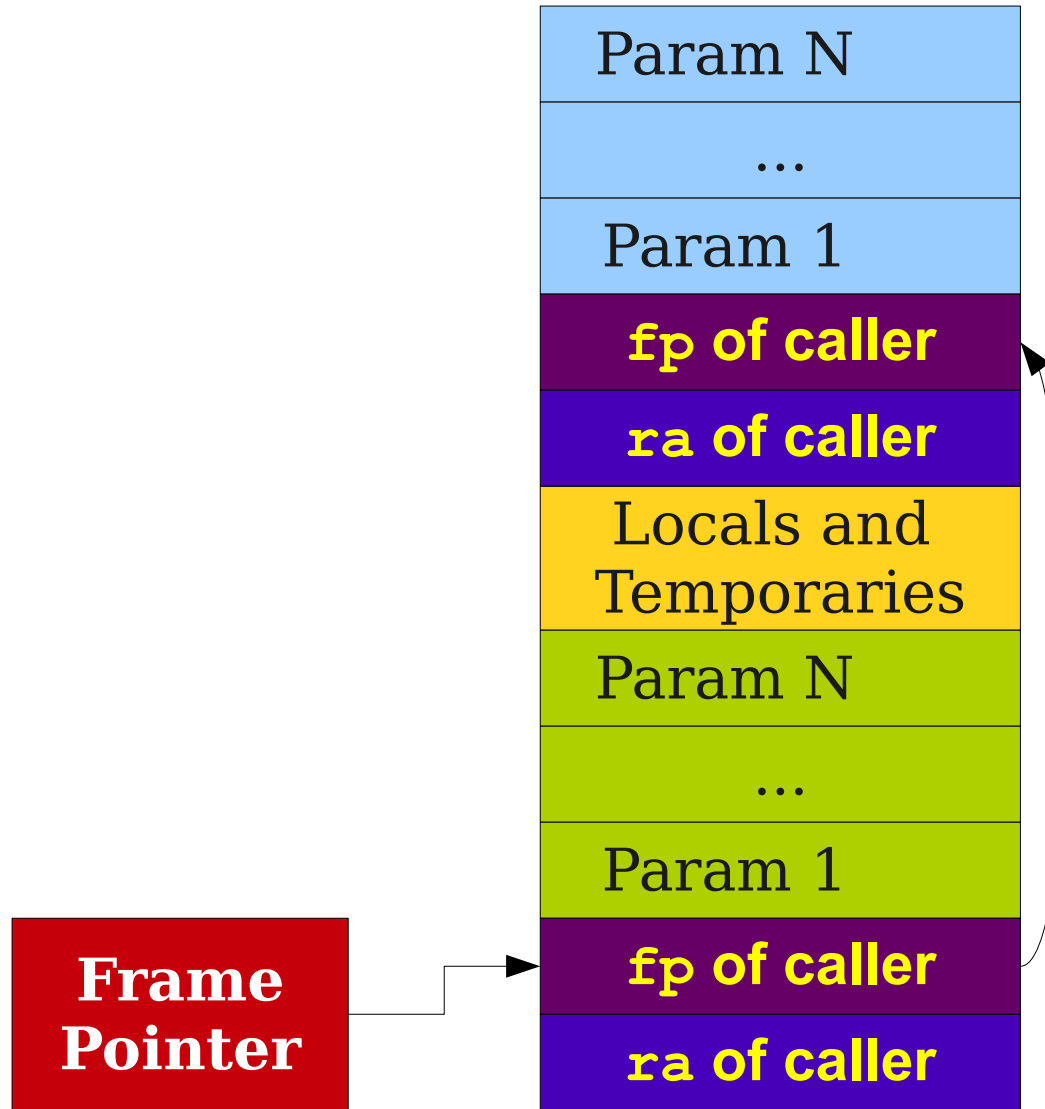 Param N
...
Param 1
fp of caller
ra of caller
Locals and
Temporaries
Param N
...
Param 1
Frame
Pointer
fp of caller
ra of caller